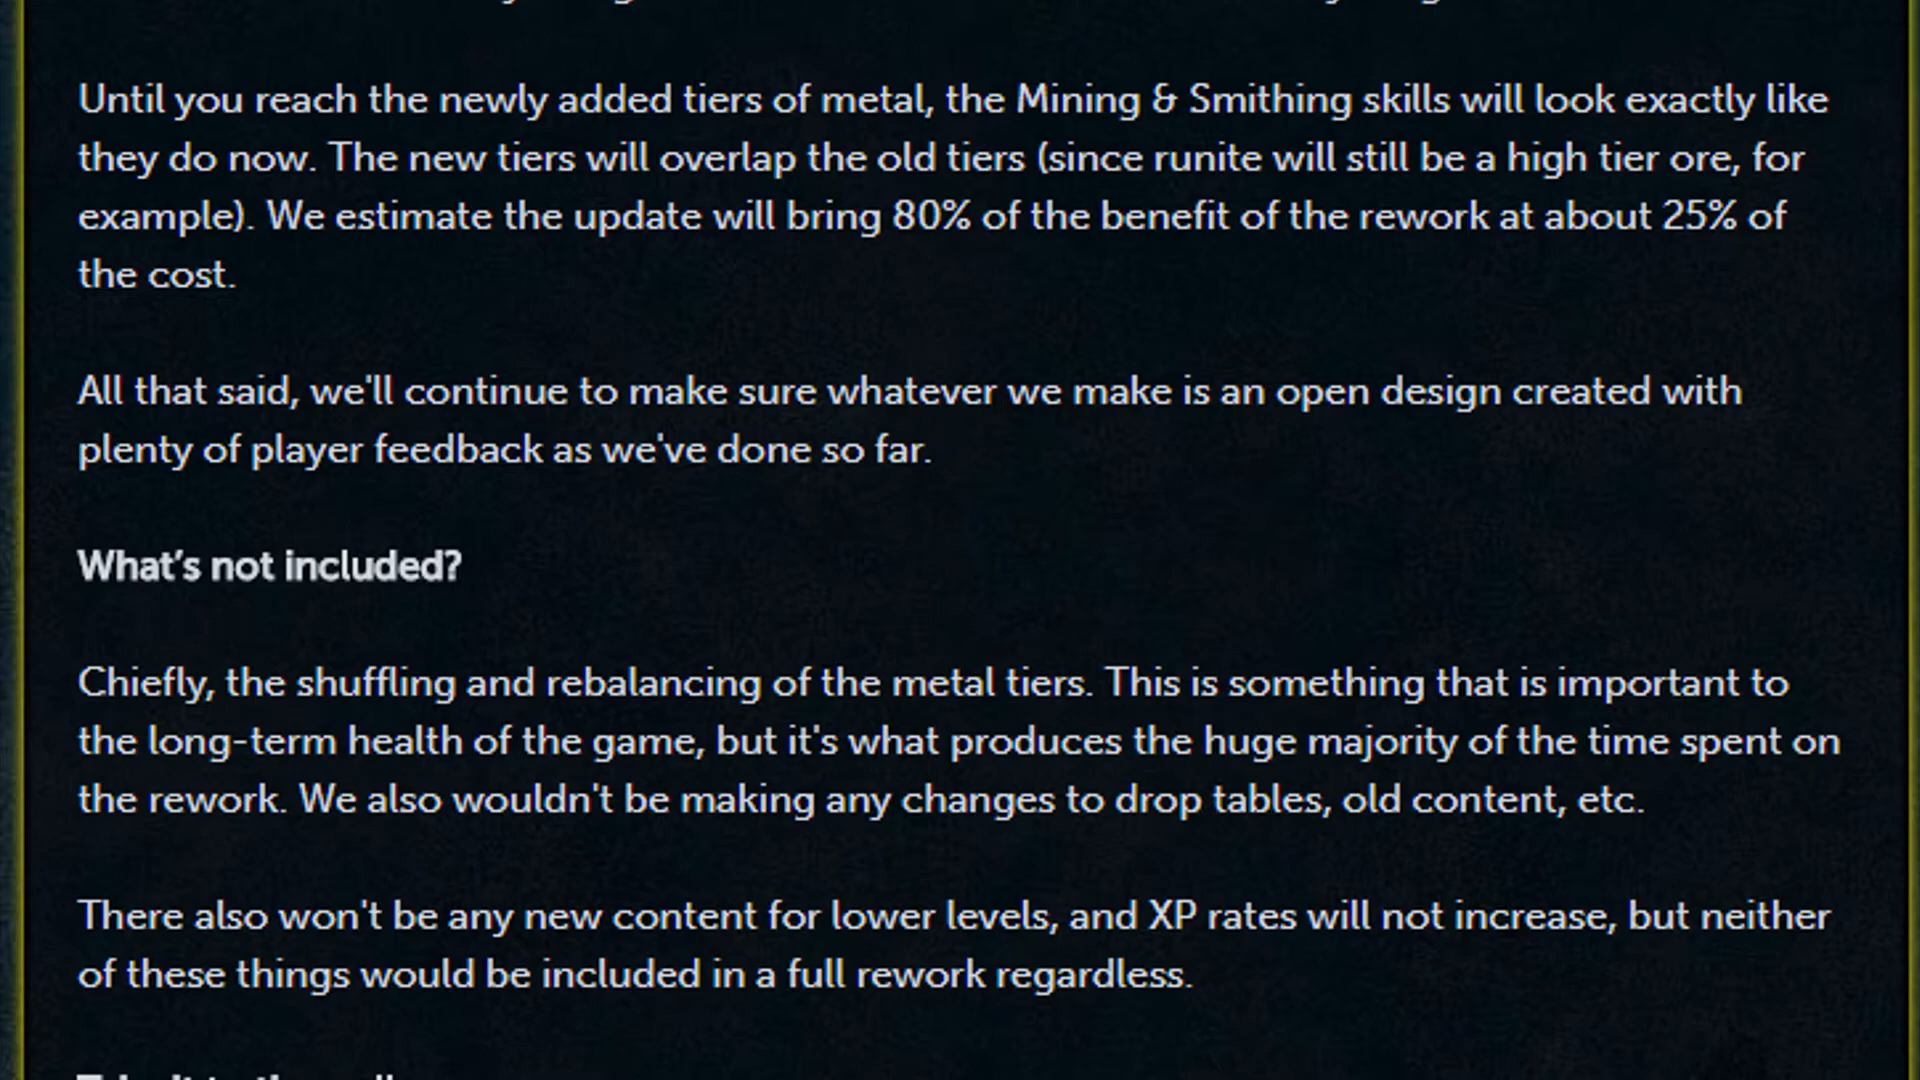 Until you reach the newly added tiers of metal, the Mining & Smithing skills will look exactly like
they do now. The new tiers will overlap the old tiers (since runite will still be a high tier ore, for
example). We estimate the update will bring 80% of the benefit of the rework at about 25% of
the cost.
All that said, we'll continue to make sure whatever we make is an open design created with
plenty of player feedback as we've done so far.
What’s not included?
Chiefly, the shuffling and rebalancing of the metal tiers. This is something that is important to
the long-term health of the game, but it's what produces the huge majority of the time spent on
the rework. We also wouldn't be making any changes to drop tables, old content, etc.
There also won't be any new content for lower levels, and XP rates will not increase, but neither
of these things would be included in a full rework regardless.